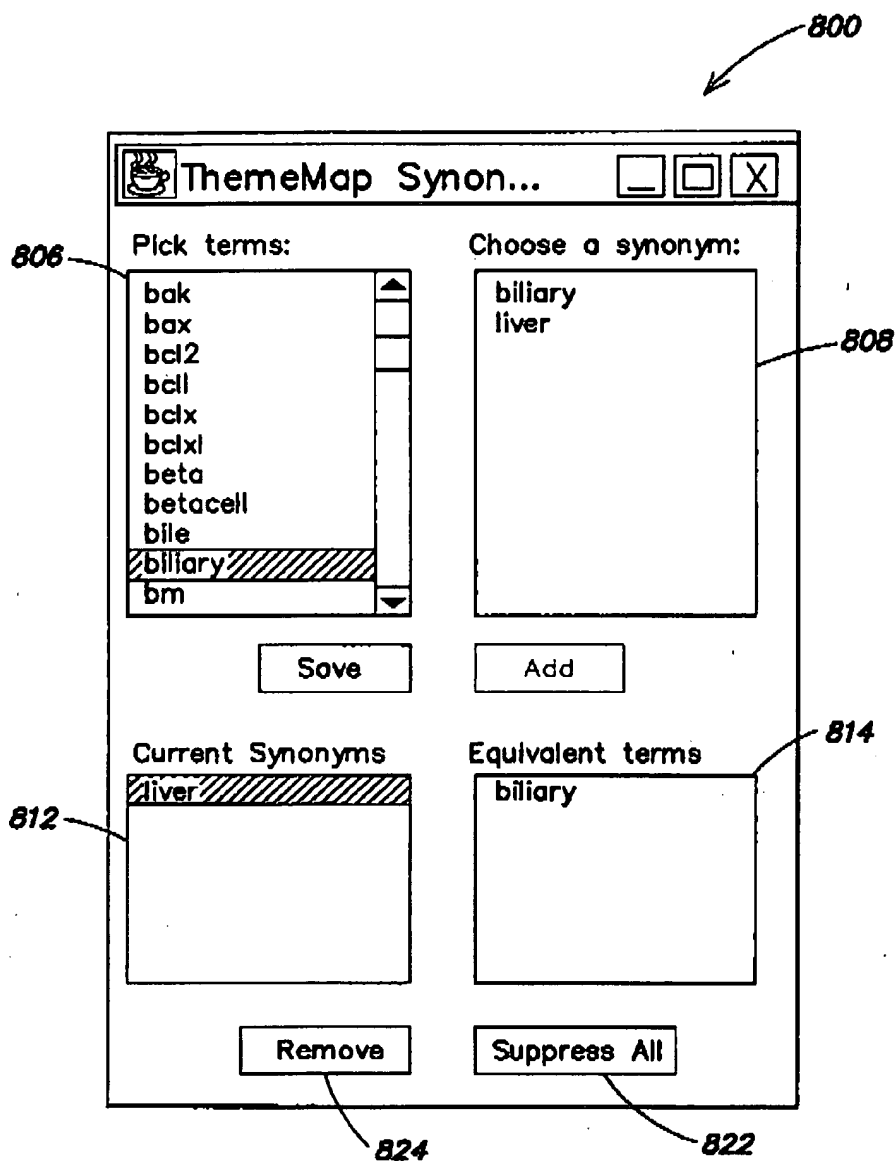 800
ThemeMap Synon...
Pick terms:
Choose a synonym:
806
bak
bax
bcl2
bcll
bclx
bclxl
beta
betacell
bile
biliary
bm
biliary
liver
808
Save
Add
Current Synonyms
Equivalent terms
814
liver
biliary
812
Remove
Suppress All
824
822